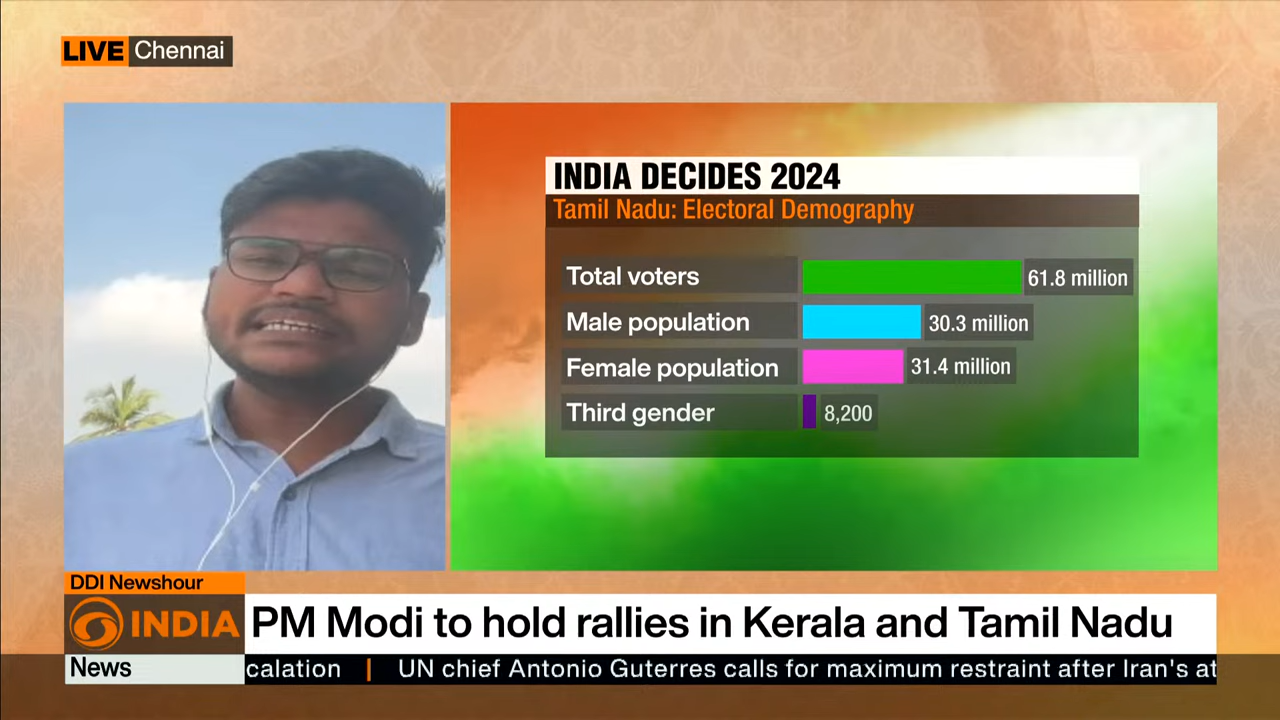 LIVE Chennai
INDIA DECIDES 2024
Tamil Nadu: Electoral Demography
Total voters 61.8 million
Male population 30.3 million
Female population 31.4 million
Third gender 8,200
DDI Newshour
INDIA
PM Modi to hold rallies in Kerala and Tamil Nadu
News
calation | UN chief Antonio Guterres calls for maximum restraint after Iran's at